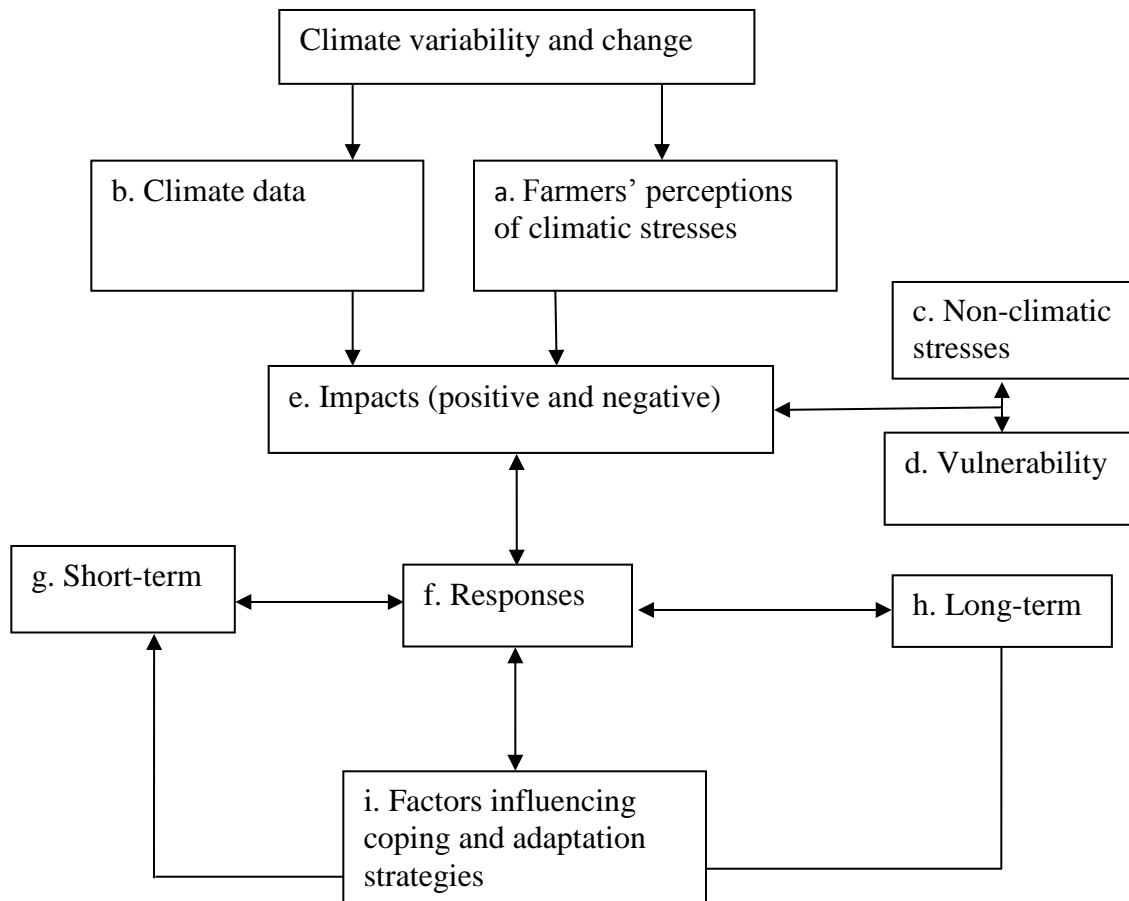 Climate variability and change
b. Climate data
a. Farmers’ perceptions
of climatic stresses
c. Non-climatic
stresses
e. Impacts (positive and negative)
d. Vulnerability
g. Short-term
f. Responses
h. Long-term
i. Factors influencing
coping and adaptation
strategies